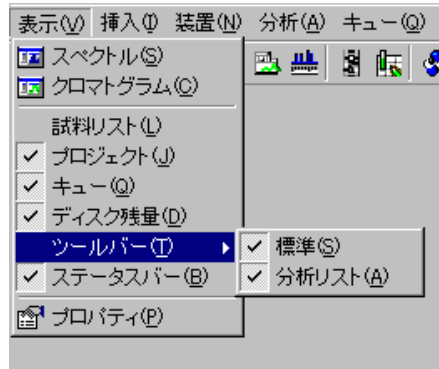 表示(V) 挿入(I) 装置(N) 分析(A) キュー(Q)
スペクトル(S)
クロマトグラム(C)
試料リスト(L)
プロジェクト(J)
キュー(Q)
ディスク残量(D)
ツールバー(T)
標準(S)
分析リスト(A)
ステータスバー(B)
プロパティ(P)